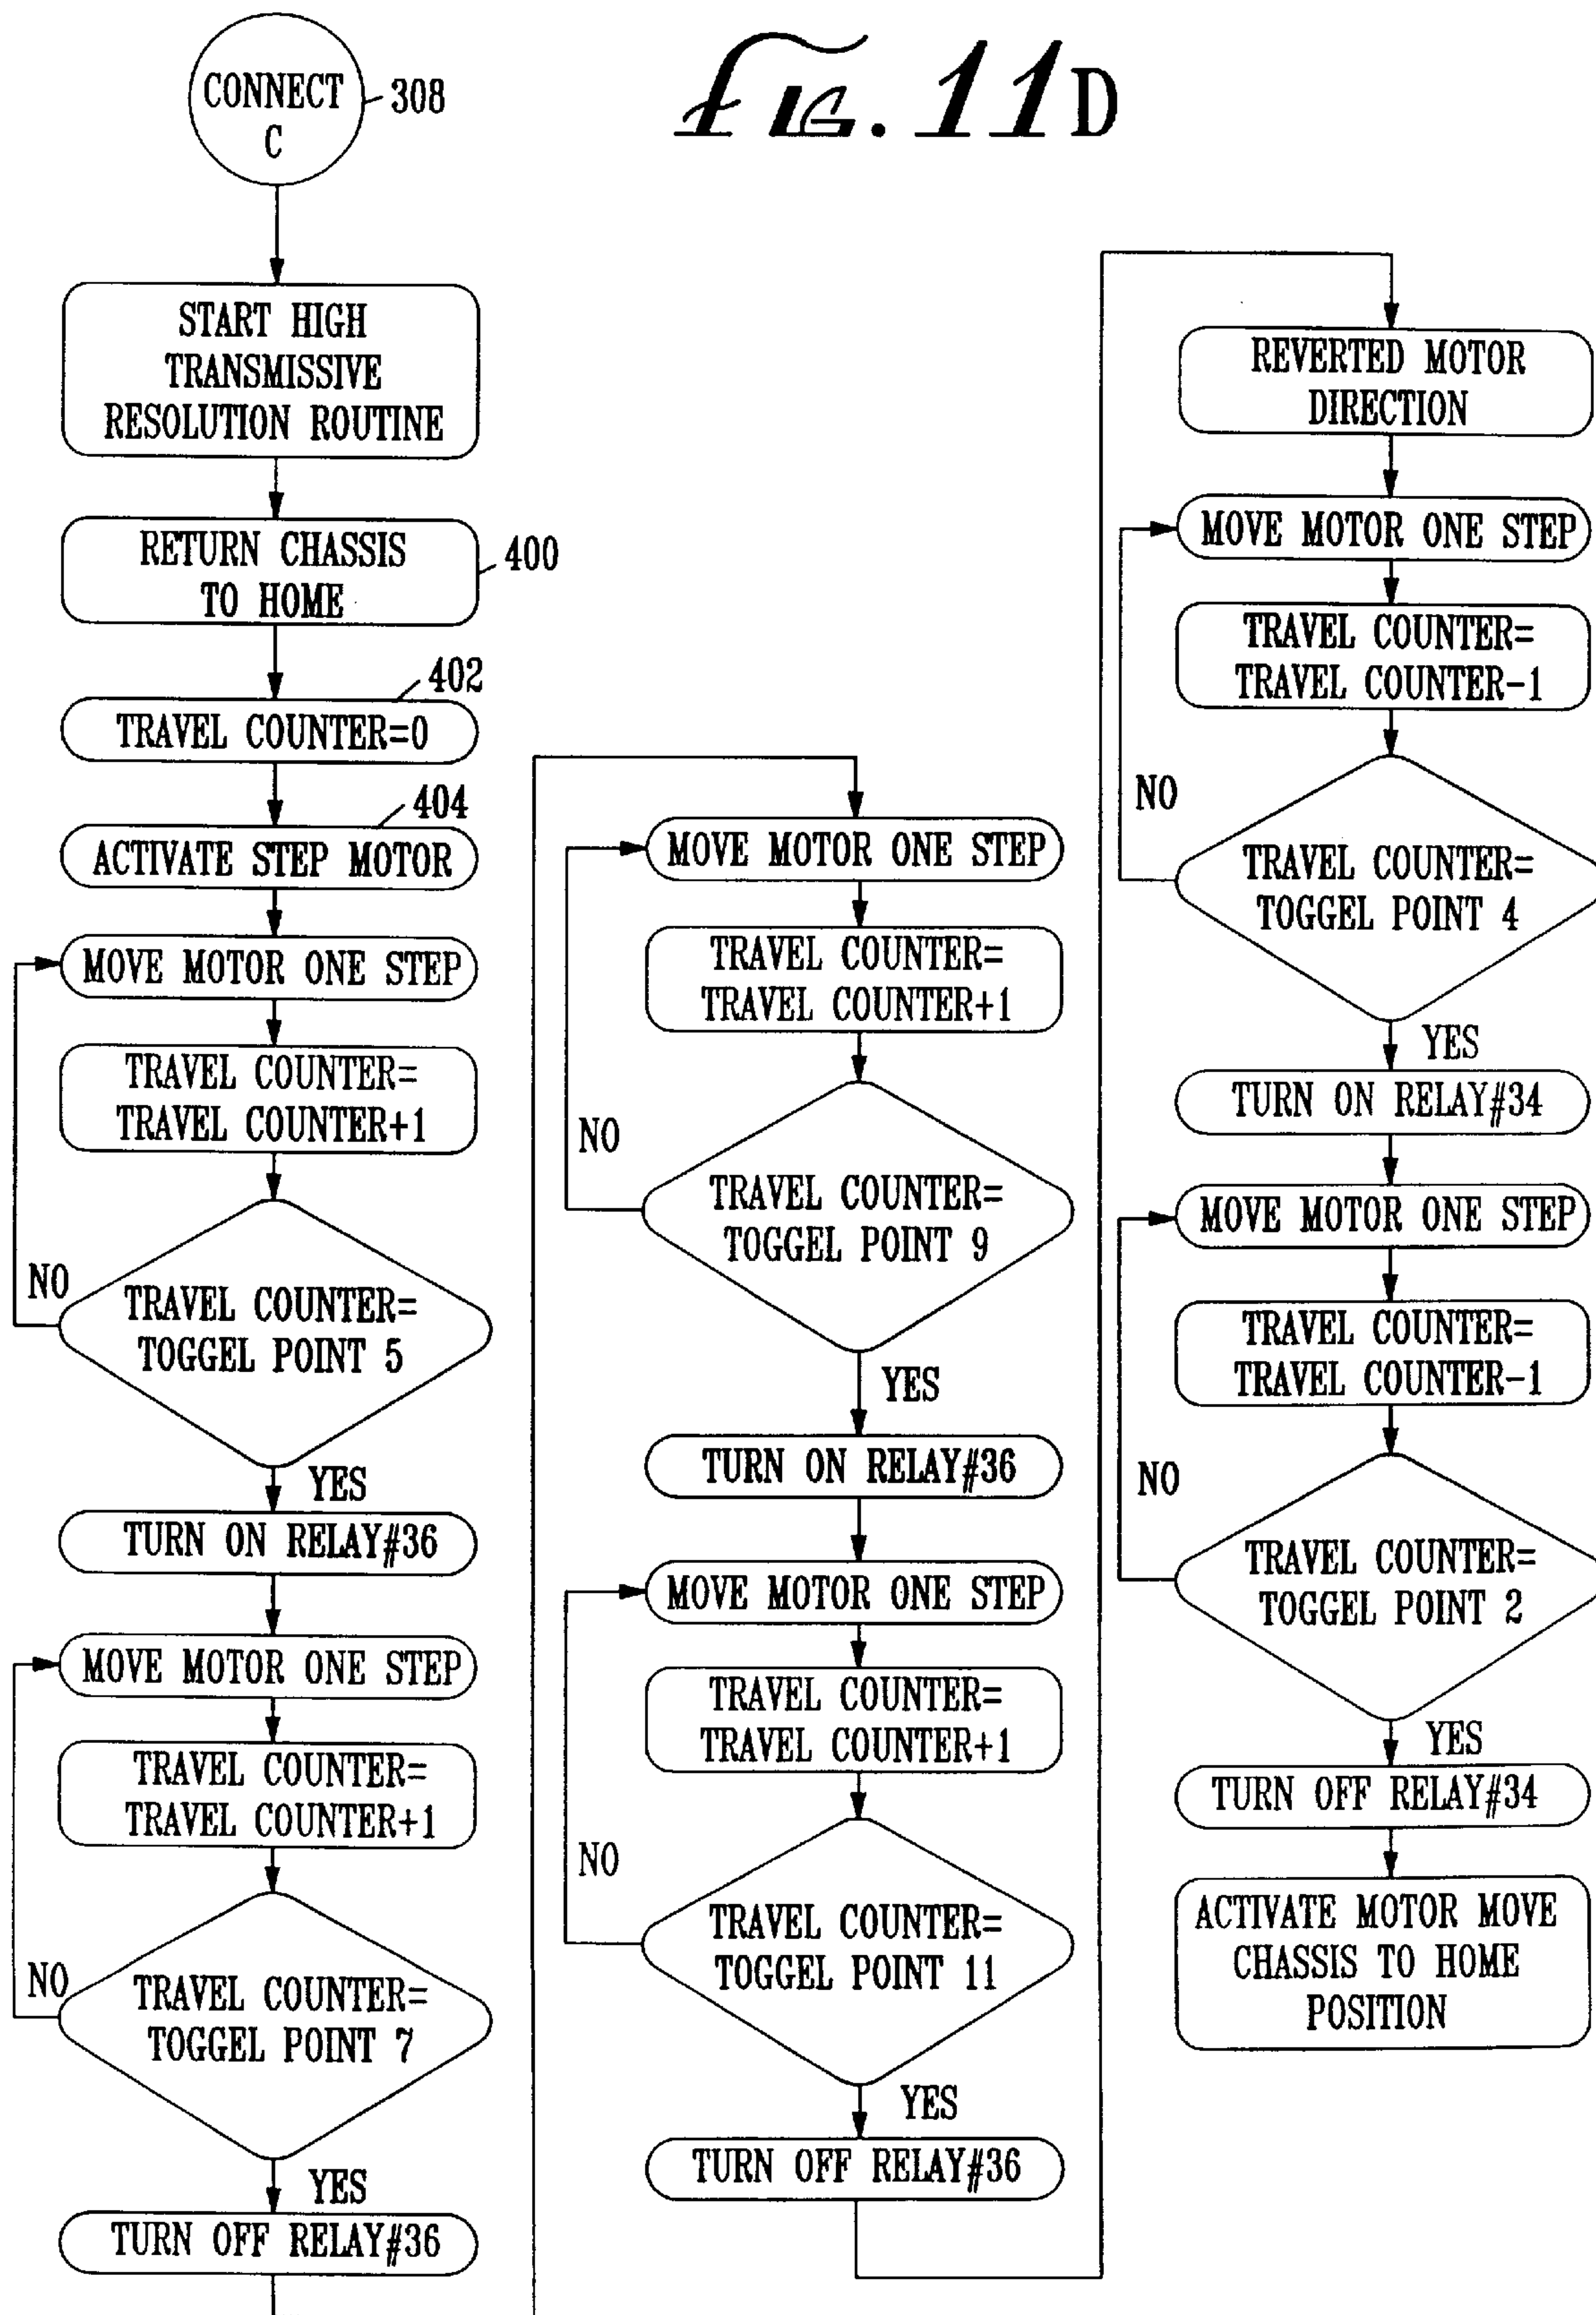 FIG. 11D
CONNECT
C
308
START HIGH
TRANSMISSIVE
RESOLUTION ROUTINE
RETURN CHASSIS
TO HOME
400
402
TRAVEL COUNTER=0
404
ACTIVATE STEP MOTOR
MOVE MOTOR ONE STEP
TRAVEL COUNTER=
TRAVEL COUNTER+1
NO
TRAVEL COUNTER=
TOGGEL POINT 5
YES
TURN ON RELAY#36
MOVE MOTOR ONE STEP
TRAVEL COUNTER=
TRAVEL COUNTER+1
NO
TRAVEL COUNTER=
TOGGEL POINT 7
YES
TURN OFF RELAY#36
MOVE MOTOR ONE STEP
TRAVEL COUNTER=
TRAVEL COUNTER+1
NO
TRAVEL COUNTER=
TOGGEL POINT 9
YES
TURN ON RELAY#36
MOVE MOTOR ONE STEP
TRAVEL COUNTER=
TRAVEL COUNTER+1
NO
TRAVEL COUNTER=
TOGGEL POINT 11
YES
TURN OFF RELAY#36
REVERTED MOTOR
DIRECTION
MOVE MOTOR ONE STEP
TRAVEL COUNTER=
TRAVEL COUNTER-1
NO
TRAVEL COUNTER=
TOGGEL POINT 4
YES
TURN ON RELAY#34
MOVE MOTOR ONE STEP
TRAVEL COUNTER=
TRAVEL COUNTER-1
NO
TRAVEL COUNTER=
TOGGEL POINT 2
YES
TURN OFF RELAY#34
ACTIVATE MOTOR MOVE
CHASSIS TO HOME
POSITION